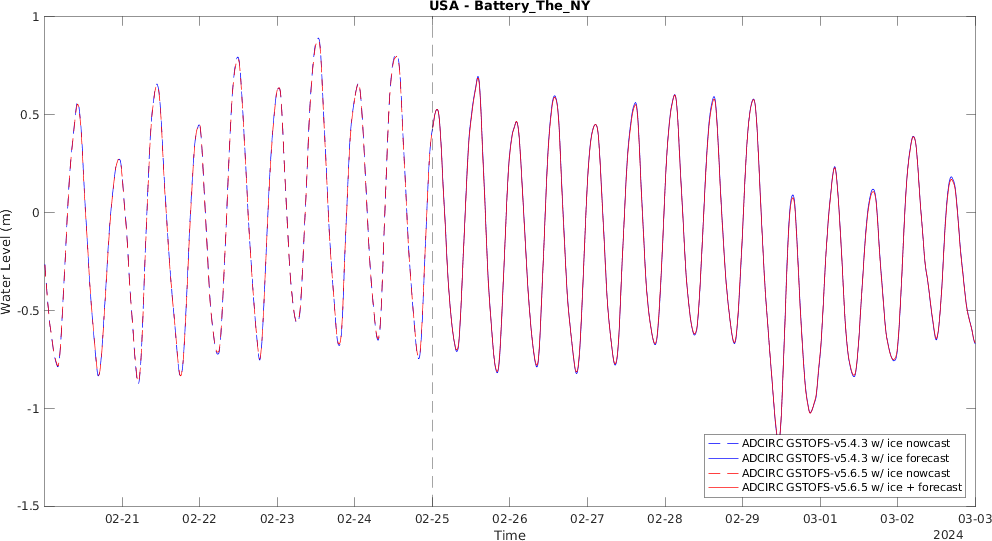 USA - Battery_The_NY
1
0.5
0
-0.5
-1
-1.5
Water Level (m)
ADCIRC GSTOFS-v5.4.3 w/ ice nowcast
ADCIRC GSTOFS-v5.4.3 w/ ice forecast
ADCIRC GSTOFS-v5.6.5 w/ ice nowcast
ADCIRC GSTOFS-v5.6.5 w/ ice + forecast
02-21 02-22 02-23 02-24 02-25 02-26 02-27 02-28 02-29 03-01 03-02 03-03
Time
2024